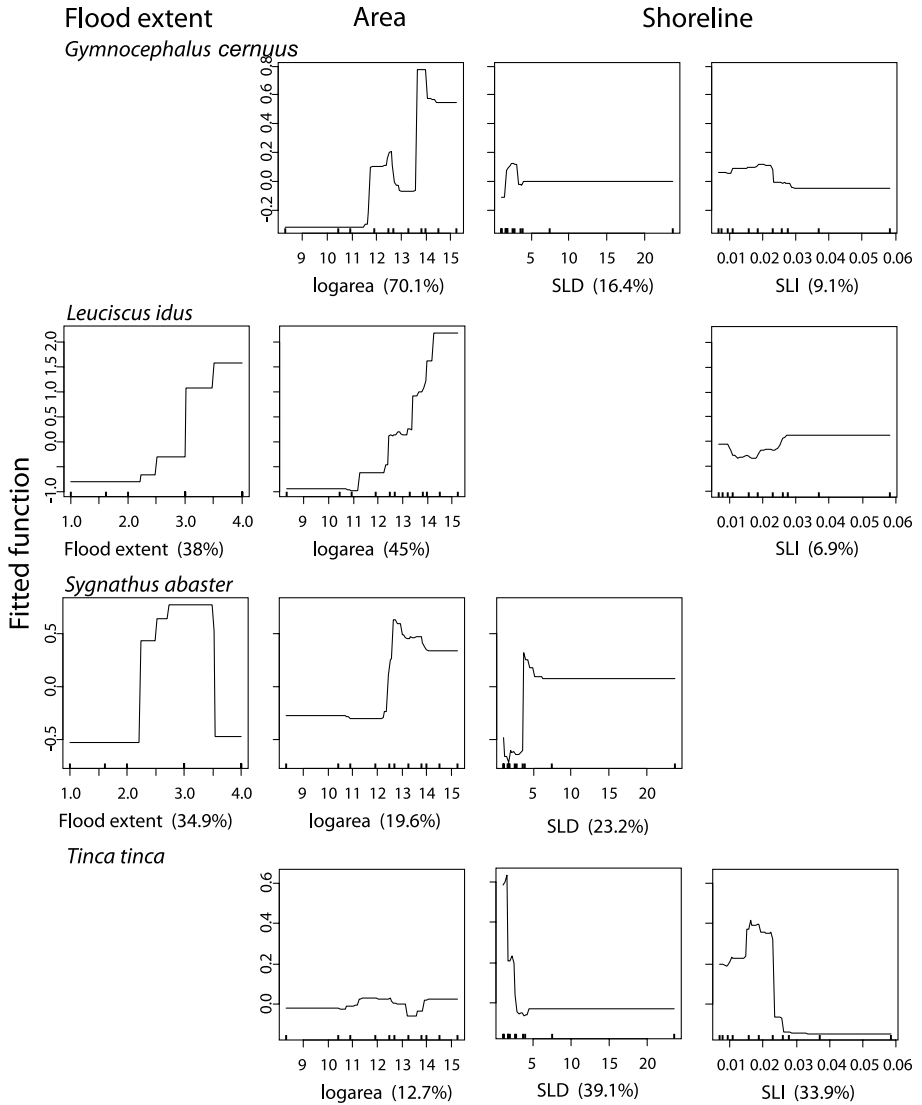 Flood extent Area Shoreline
Gymnocephalus cernuus
-0.2 0.0 0.2 0.4 0.6 0.8
9 10 11 12 13 14 15
5 10 15 20
0.01 0.02 0.03 0.04 0.05 0.06
logarea (70.1%) SLD (16.4%) SLI (9.1%)
Leuciscus idus
-1.0 0.0 0.5 1.0 1.5 2.0
1.0 2.0 3.0 4.0
9 10 11 12 13 14 15
0.01 0.02 0.03 0.04 0.05 0.06
Flood extent (38%) logarea (45%) SLI (6.9%)
Fitted function
Sygnathus abaster
-0.5 0.0 0.5
1.0 2.0 3.0 4.0
9 10 11 12 13 14 15
5 10 15 20
Flood extent (34.9%) logarea (19.6%) SLD (23.2%)
Tinca tinca
0.0 0.2 0.4 0.6
9 10 11 12 13 14 15
5 10 15 20
0.01 0.02 0.03 0.04 0.05 0.06
logarea (12.7%) SLD (39.1%) SLI (33.9%)